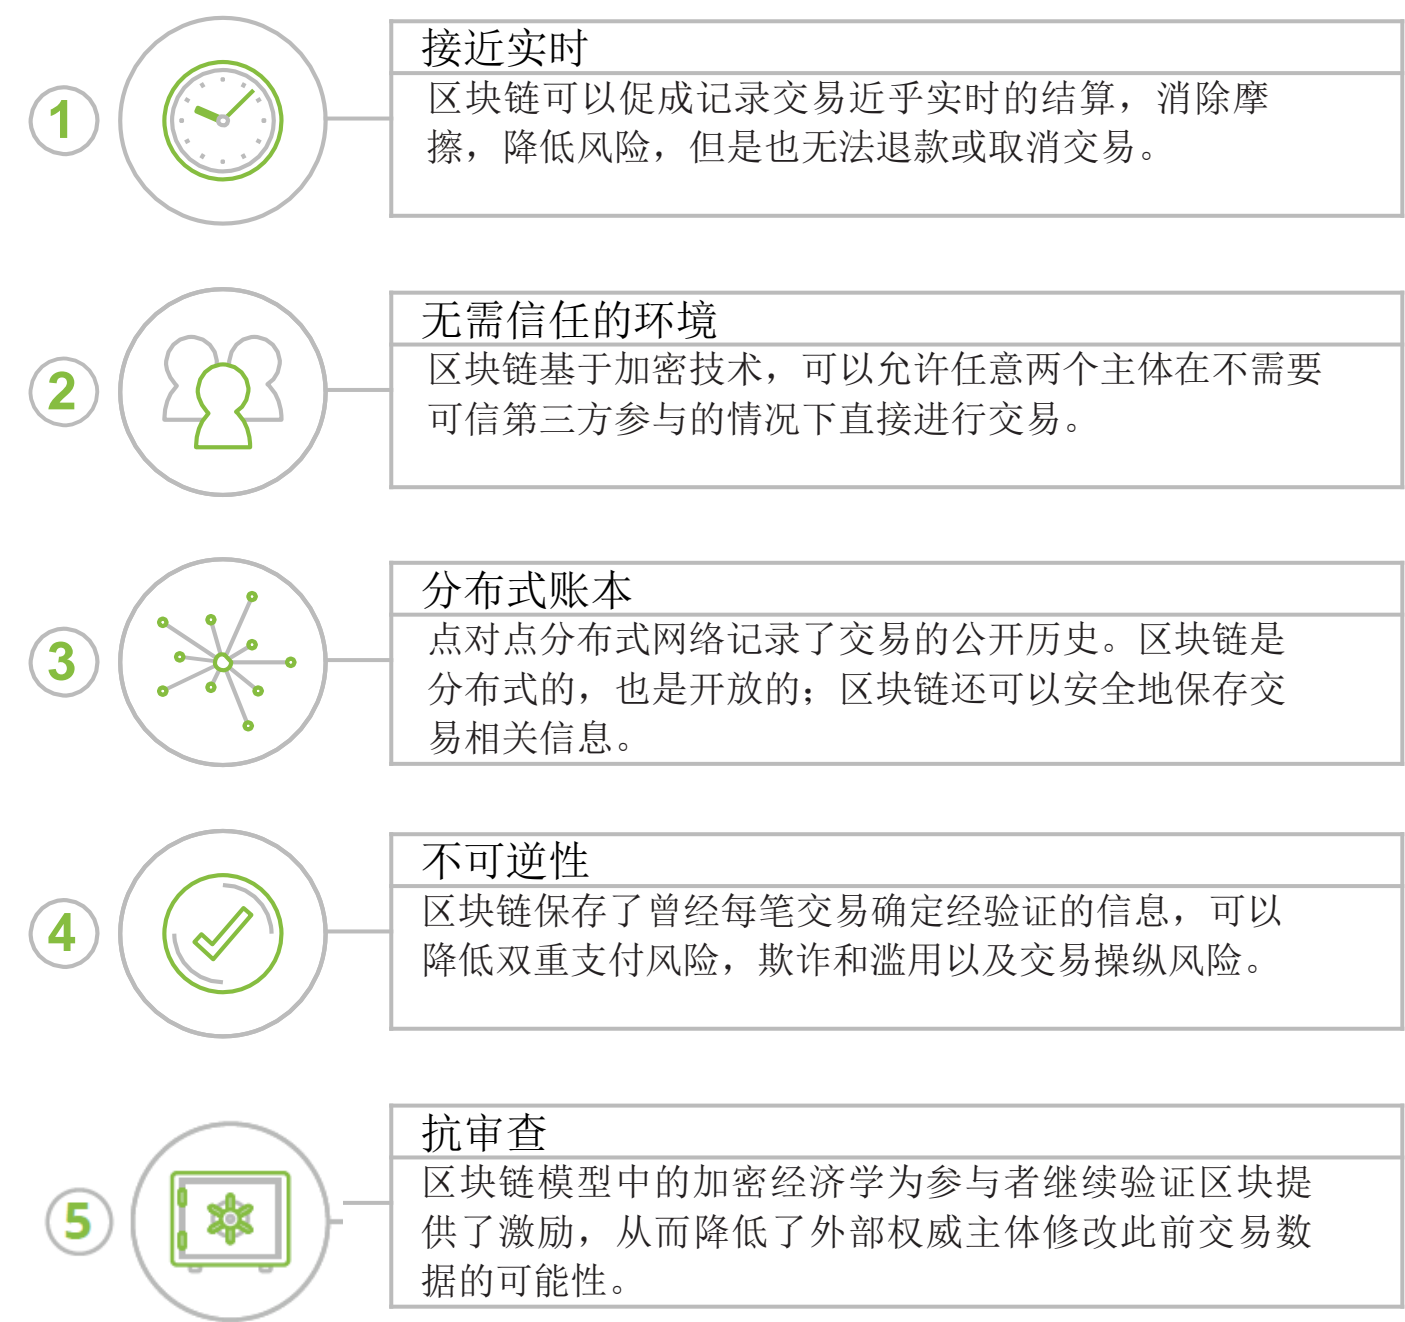 1
接近实时
区块链可以促成记录交易近乎实时的结算，消除摩
擦，降低风险，但是也无法退款或取消交易。
2
无需信任的环境
区块链基于加密技术，可以允许任意两个主体在不需要
可信第三方参与的情况下直接进行交易。
3
分布式账本
点对点分布式网络记录了交易的公开历史。区块链是
分布式的，也是开放的；区块链还可以安全地保存交
易相关信息。
4
不可逆性
区块链保存了曾经每笔交易确定经验证的信息，可以
降低双重支付风险，欺诈和滥用以及交易操纵风险。
5
抗审查
区块链模型中的加密经济学为参与者继续验证区块提
供了激励，从而降低了外部权威主体修改此前交易数
据的可能性。